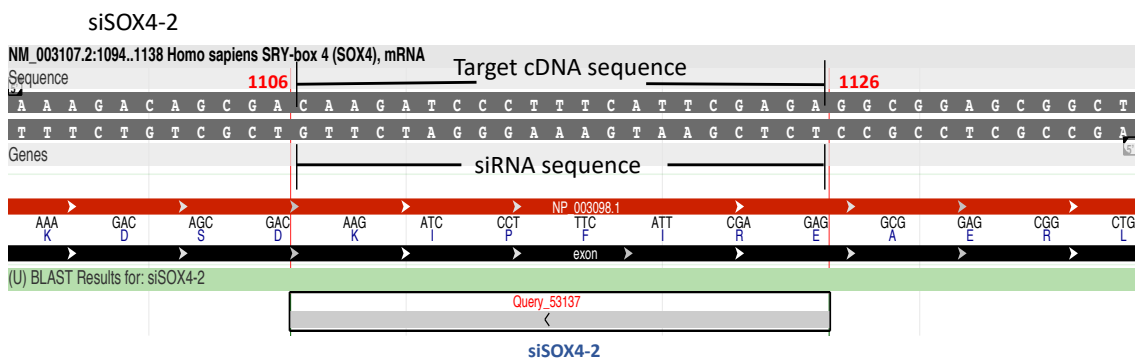 siSOX4-2
NM_003107.2:1094..1138 Homo sapiens SRY-box 4 (SOX4), mRNA
Sequence
1106 Target cDNA sequence 1126
5'
A A A G A C A G C G A C A A G A T C C C T T T C A T T C G A G A G G C G G A G C G G C T
T T T C T G T C G C T G T T C T A G G G A A A G T A A G C T C T C C G C C T C G C C G A
5'
Genes
siRNA sequence
NP_003098.1
AAA GAC AGC GAC AAG ATC CCT TTC ATT CGA GAG GCG GAG CGG CTG
K D S D K I P F I R E A E R L
exon
(U) BLAST Results for: siSOX4-2
Query_53137
siSOX4-2